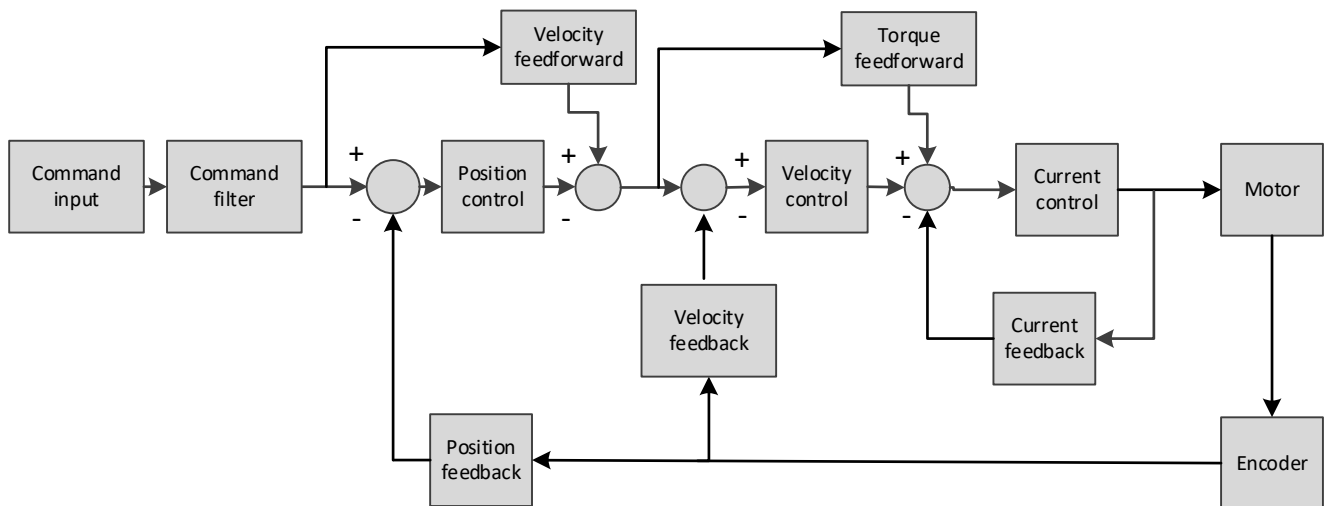 Velocity
feedforward
Torque
feedforward
Command
input
Command
filter
+
-
Position
control
+
-
+
-
Velocity
control
+
-
Current
control
Motor
Velocity
feedback
Current
feedback
Position
feedback
Encoder